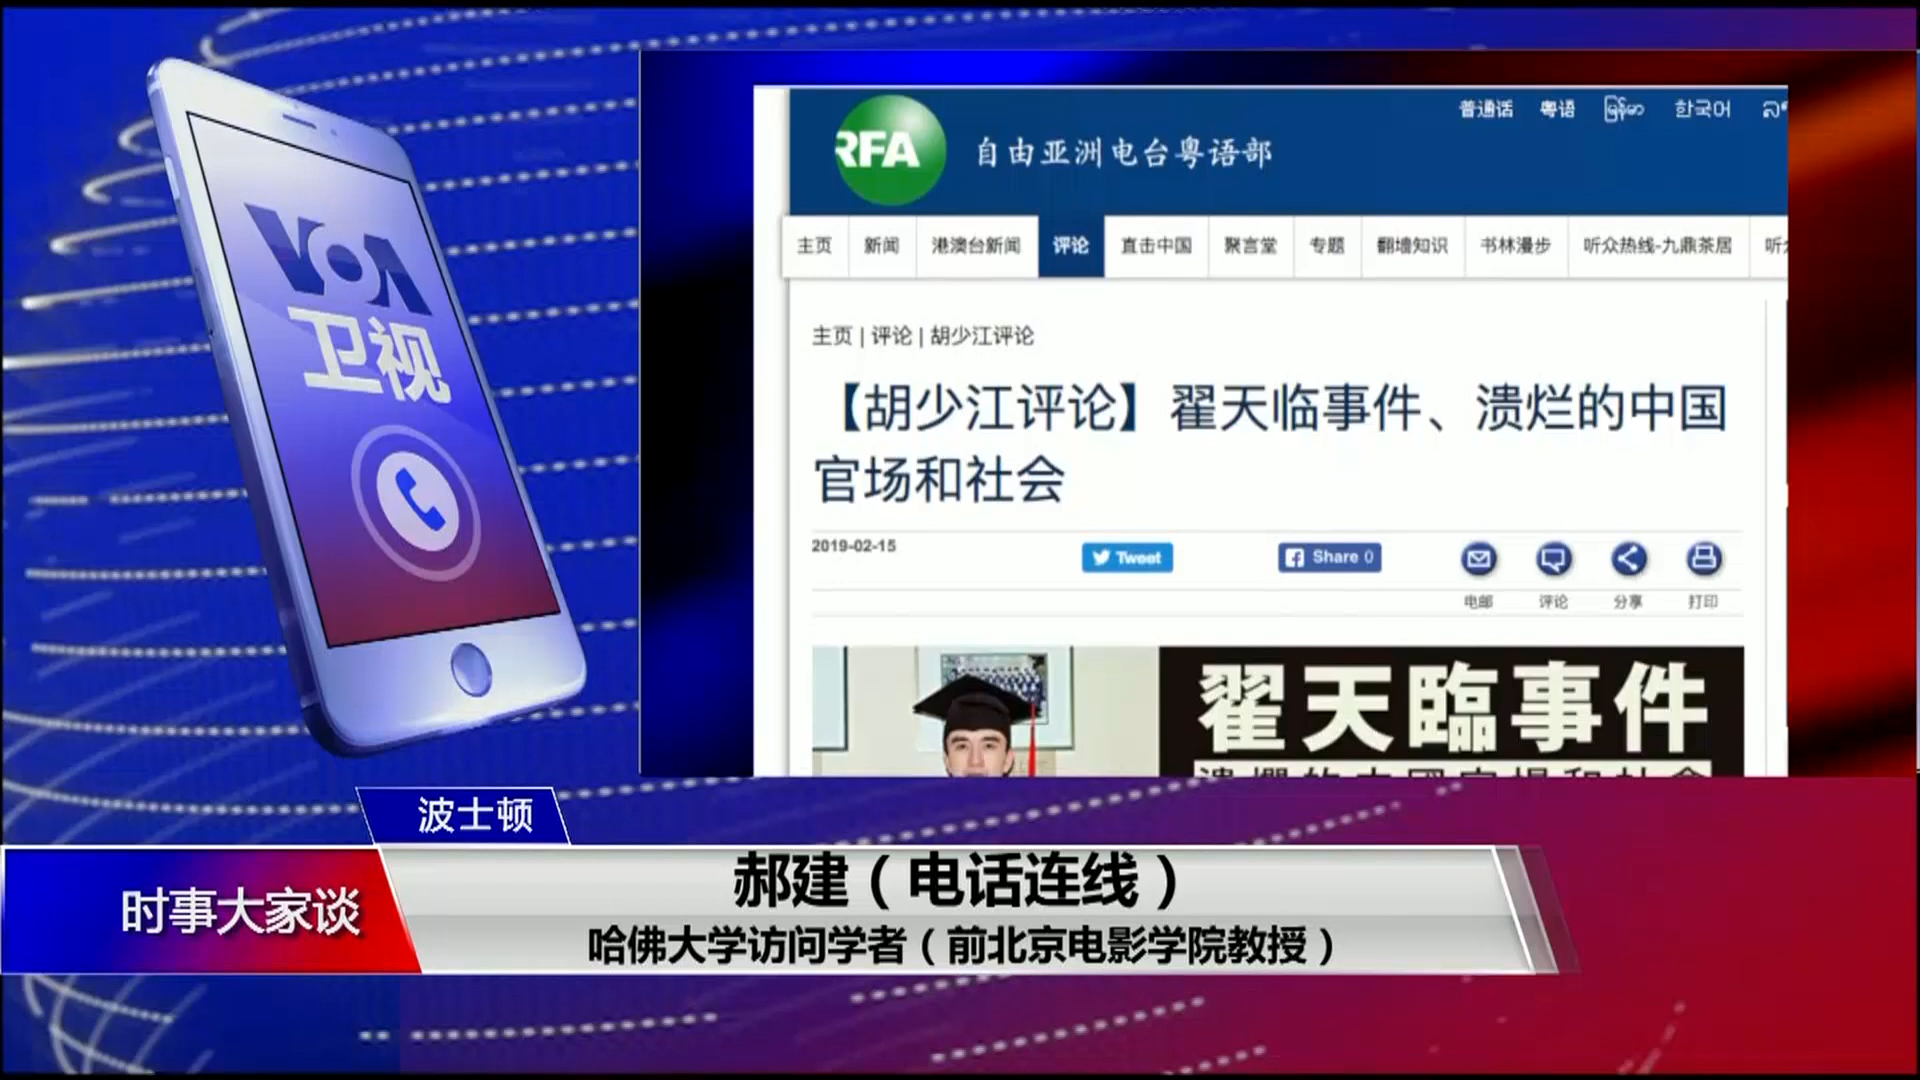 VOA
卫视
RFA
自由亚洲电台粤语部
普通话 粤语 မြန်မာ 한국어
主页 新闻 港澳台新闻 评论 直击中国 聚言堂 专题 翻墙知识 书林漫步 听众热线-九鼎茶居
主页 | 评论 | 胡少江评论
【胡少江评论】翟天临事件、溃烂的中国
官场和社会
2019-02-15
Tweet
Share 0
电邮 评论 分享 打印
翟天臨事件
波士顿
时事大家谈
郝建（电话连线）
哈佛大学访问学者（前北京电影学院教授）